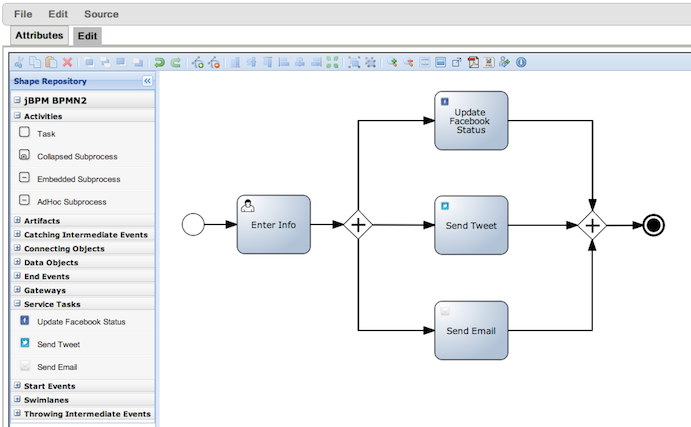 File Edit Source
Attributes Edit
Shape Repository
jBPM BPMN2
Activities
Task
Collapsed Subprocess
Embedded Subprocess
AdHoc Subprocess
Artifacts
Catching Intermediate Events
Connecting Objects
Data Objects
End Events
Gateways
Service Tasks
Update Facebook Status
Send Tweet
Send Email
Start Events
Swimlanes
Throwing Intermediate Events
Enter Info
Update
Facebook
Status
Send Tweet
Send Email